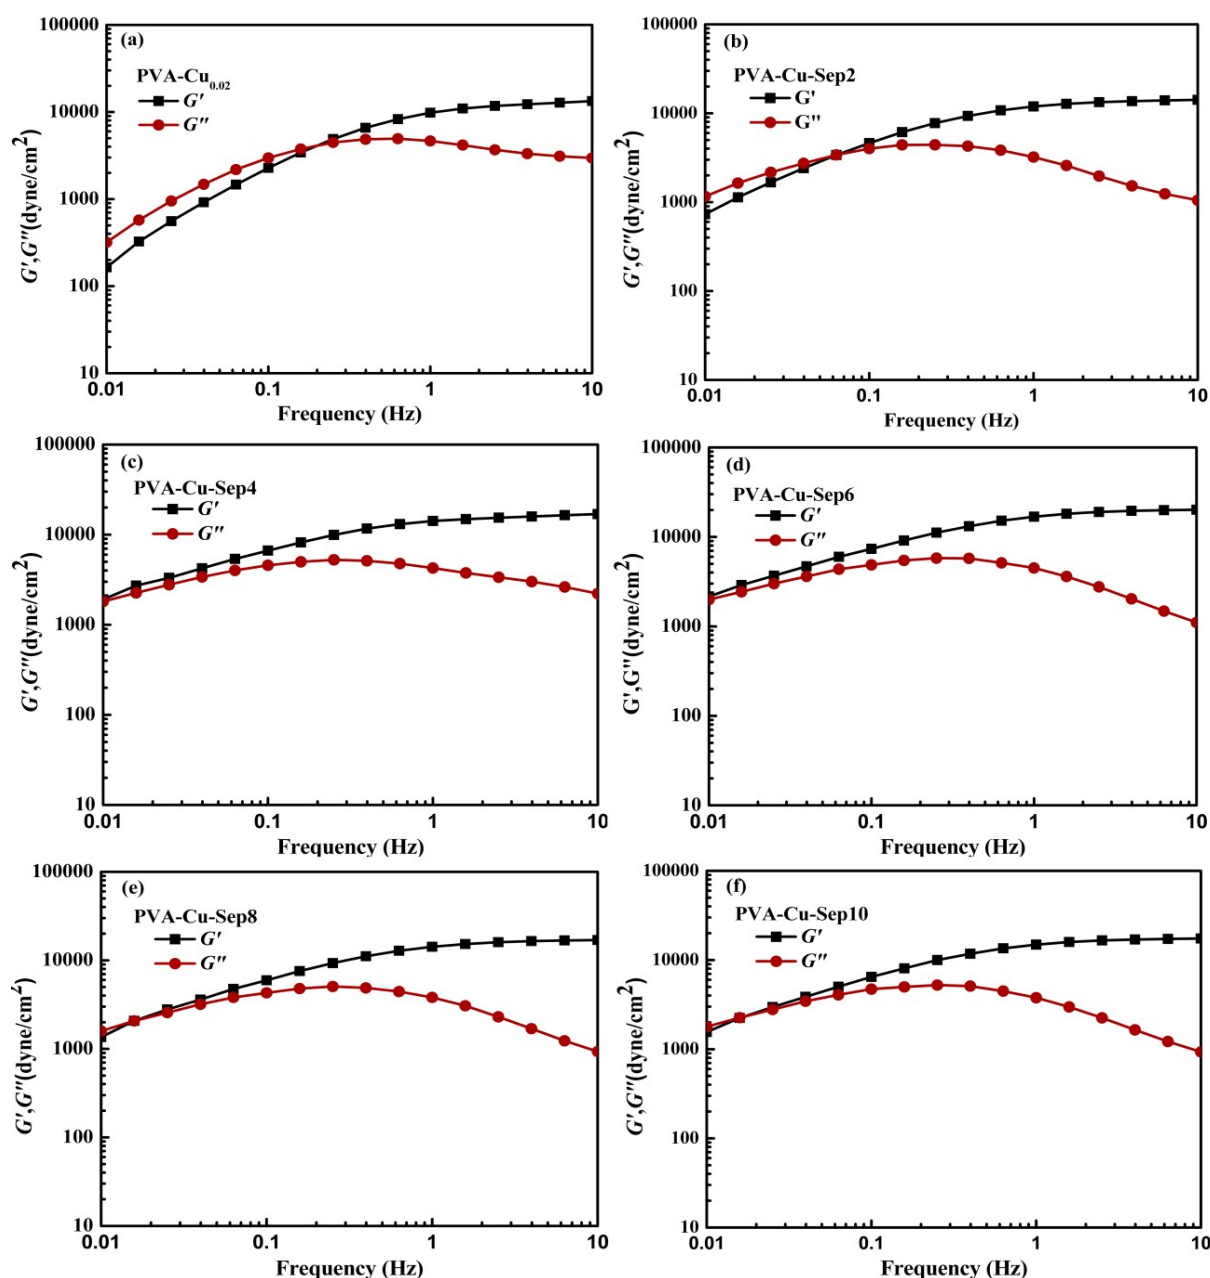 (a)
PVA-Cu0.02
G'
G''
100000
10000
1000
100
10
0.01 0.1 1 10
Frequency (Hz)
G',G''(dyne/cm2)
(b)
PVA-Cu-Sep2
G'
G''
100000
10000
1000
100
10
0.01 0.1 1 10
Frequency (Hz)
G',G''(dyne/cm2)
(c)
PVA-Cu-Sep4
G'
G''
100000
10000
1000
100
10
0.01 0.1 1 10
Frequency (Hz)
G',G''(dyne/cm2)
(d)
PVA-Cu-Sep6
G'
G''
100000
10000
1000
100
10
0.01 0.1 1 10
Frequency (Hz)
G',G''(dyne/cm2)
(e)
PVA-Cu-Sep8
G'
G''
100000
10000
1000
100
10
0.01 0.1 1 10
Frequency (Hz)
G',G''(dyne/cm2)
(f)
PVA-Cu-Sep10
G'
G''
100000
10000
1000
100
10
0.01 0.1 1 10
Frequency (Hz)
G',G''(dyne/cm2)